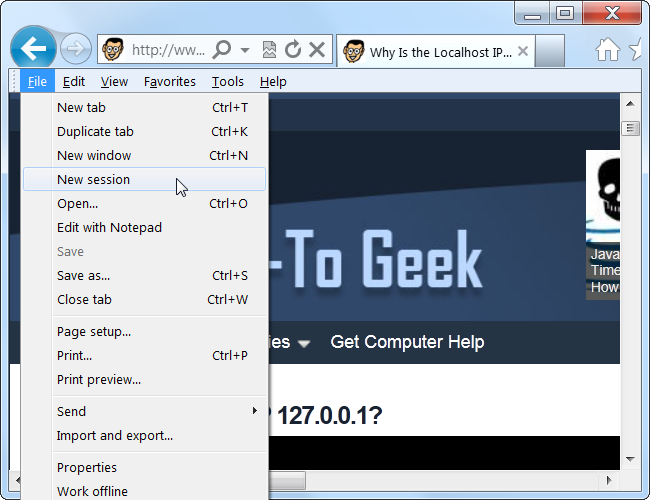 http://ww...
Why Is the Localhost IP...
File Edit View Favorites Tools Help
New tab Ctrl+T
Duplicate tab Ctrl+K
New window Ctrl+N
New session
Open... Ctrl+O
Edit with Notepad
Save
Save as... Ctrl+S
Close tab Ctrl+W
Page setup...
Print... Ctrl+P
Print preview...
Send
Import and export...
Properties
Work offline
-To Geek
Java
Time
How
ies Get Computer Help
127.0.0.1?